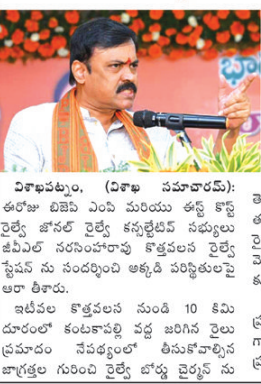 విశాఖపట్నం, (విశాఖ సమాచారమ్):
ఈరోజు బిజెపి ఎంపి మరియు ఈస్ట్ కోస్ట్
రైల్వే జోనల్ రైల్వే కన్సల్టేటివ్ సభ్యులు
జీవీఎల్ నరసింహారావు కొత్తవలస రైల్వే
స్టేషన్ ను సందర్శించి అక్కడి పరిస్థితులపై
ఆరా తీశారు.
ఇటీవల కొత్తవలస నుండి 10 కిమి
దూరంలో కంటకాపల్లి వద్ద జరిగిన రైలు
ప్రమాదం నేపథ్యంలో తీసుకోవాల్సిన
జాగ్రత్తల గురించి రైల్వే బోర్డు చైర్మన్ ను